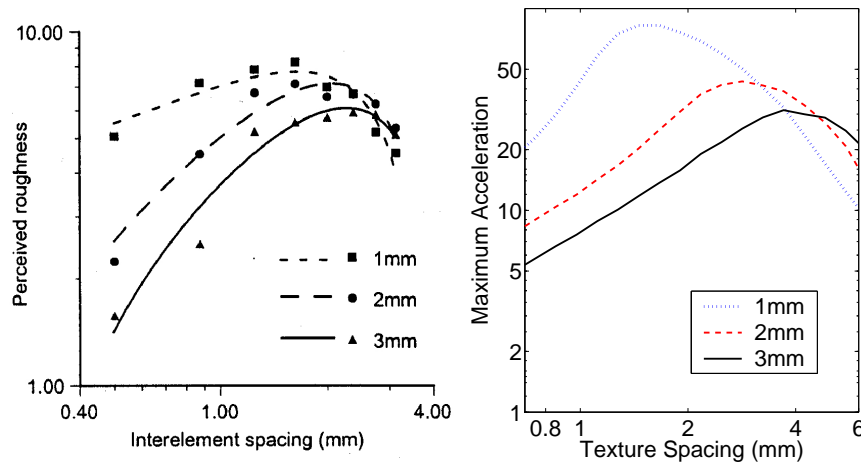 10.00
Perceived roughness
1mm
2mm
3mm
1.00
0.40
1.00
4.00
Interelement spacing (mm)
50
20
10
5
2
1
Maximum Acceleration
1mm
2mm
3mm
0.8 1 2 4 6
Texture Spacing (mm)